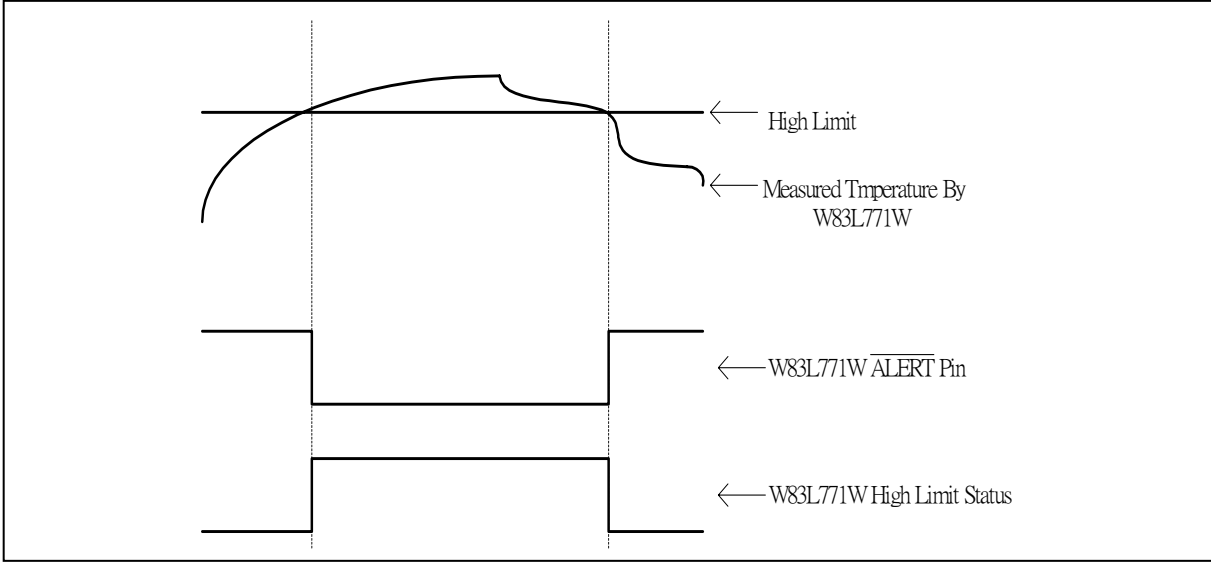 High Limit
Measured Tmperature By
W83L771W
W83L771W ALERT Pin
W83L771W High Limit Status